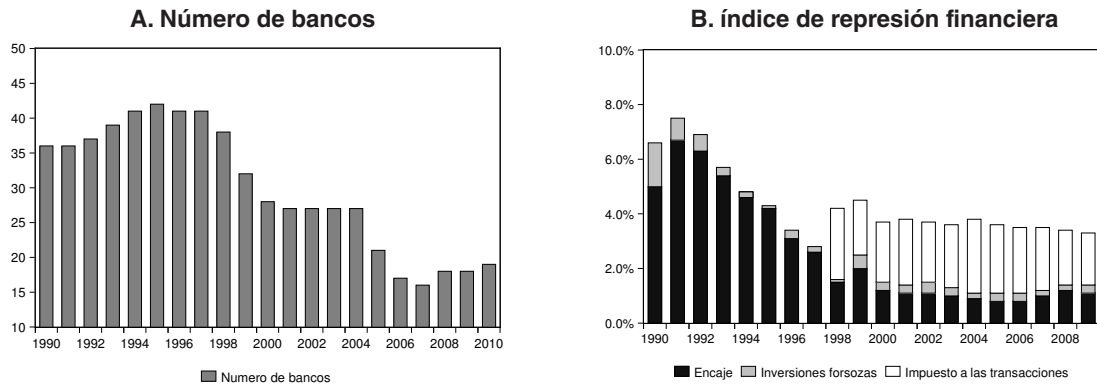 A. Número de bancos
50
45
40
35
30
25
20
15
10
1990 1992 1994 1996 1998 2000 2002 2004 2006 2008 2010
Numero de bancos
B. índice de represión financiera
10.0%
8.0%
6.0%
4.0%
2.0%
0.0%
1990 1992 1994 1996 1998 2000 2002 2004 2006 2008
Encaje Inversiones forsozas Impuesto a las transacciones